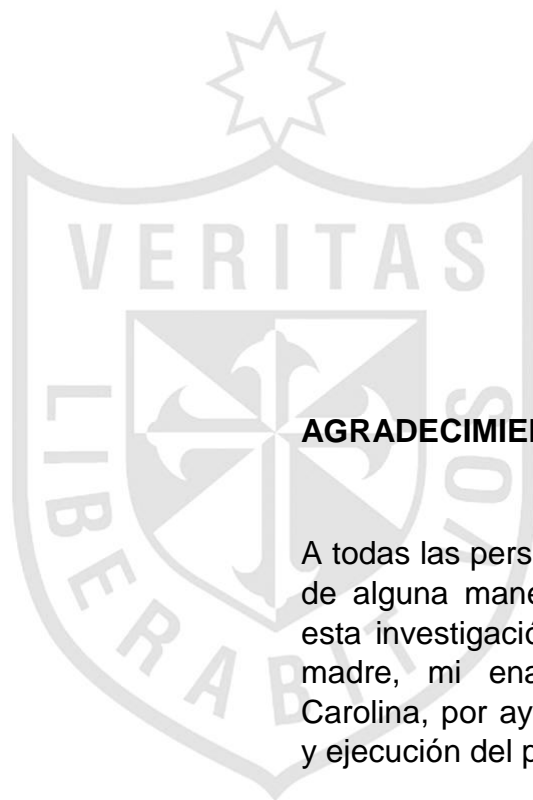 VERITAS
LIBERABIT VOS
AGRADECIMIE
A todas las pers
de alguna mane
esta investigació
madre, mi ena
Carolina, por ay
y ejecución del p